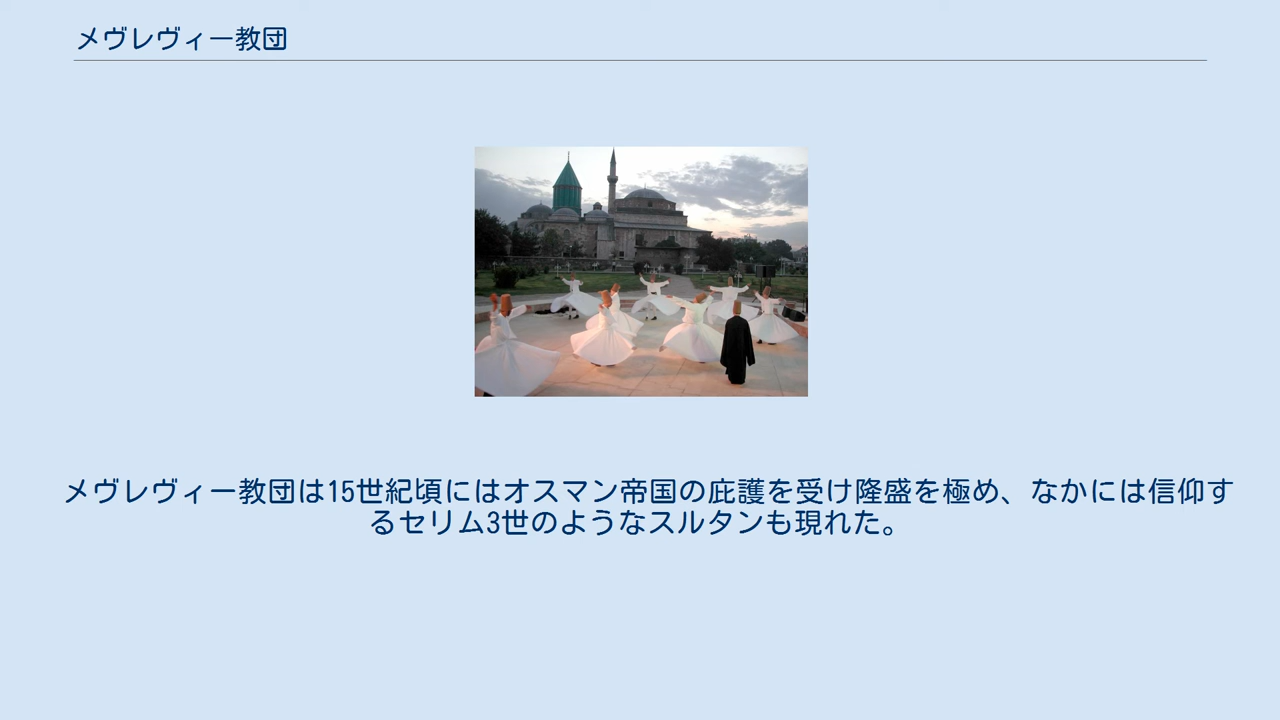 メヴレヴィー教団
メヴレヴィー教団は15世紀頃にはオスマン帝国の庇護を受け隆盛を極め、なかには信仰す
るセリム3世のようなスルタンも現れた。